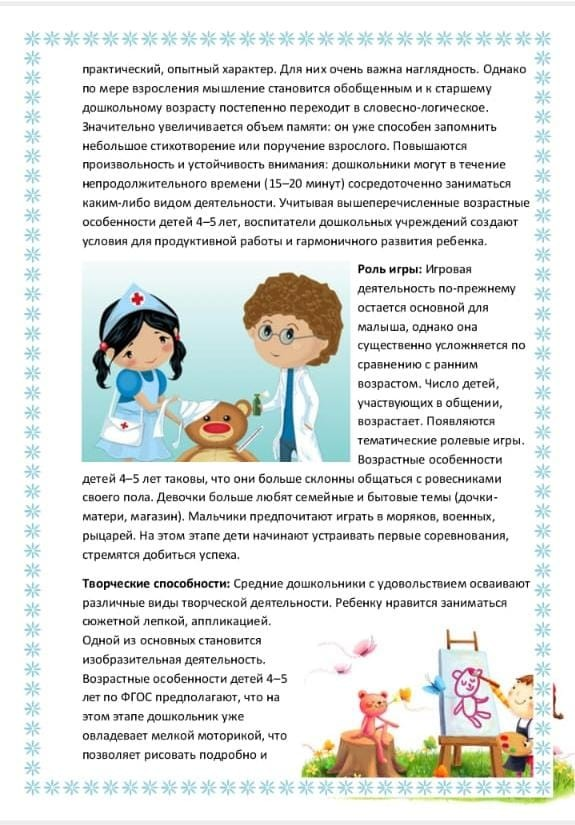 практический, опытный характер. Для них очень важна наглядность. Однако
по мере взросления мышление становится обобщенным и к старшему
дошкольному возрасту постепенно переходит в словесно-логическое.
Значительно увеличивается объем памяти: он уже способен запомнить
небольшое стихотворение или поручение взрослого. Повышаются
произвольность и устойчивость внимания: дошкольники могут в течение
непродолжительного времени (15–20 минут) сосредоточенно заниматься
каким-либо видом деятельности. Учитывая вышеперечисленные возрастные
особенности детей 4–5 лет, воспитатели дошкольных учреждений создают
условия для продуктивной работы и гармоничного развития ребенка.
Роль игры: Игровая
деятельность по-прежнему
остается основной для
малыша, однако она
существенно усложняется по
сравнению с ранним
возрастом. Число детей,
участвующих в общении,
возрастает. Появляются
тематические ролевые игры.
Возрастные особенности
детей 4–5 лет таковы, что они больше склонны общаться с ровесниками
своего пола. Девочки больше любят семейные и бытовые темы (дочки-
матери, магазин). Мальчики предпочитают играть в моряков, военных,
рыцарей. На этом этапе дети начинают устраивать первые соревнования,
стремятся добиться успеха.
Творческие способности: Средние дошкольники с удовольствием осваивают
различные виды творческой деятельности. Ребенку нравится заниматься
сюжетной лепкой, аппликацией.
Одной из основных становится
изобразительная деятельность.
Возрастные особенности детей 4–5
лет по ФГОС предполагают, что на
этом этапе дошкольник уже
овладевает мелкой моторикой, что
позволяет рисовать подробно и